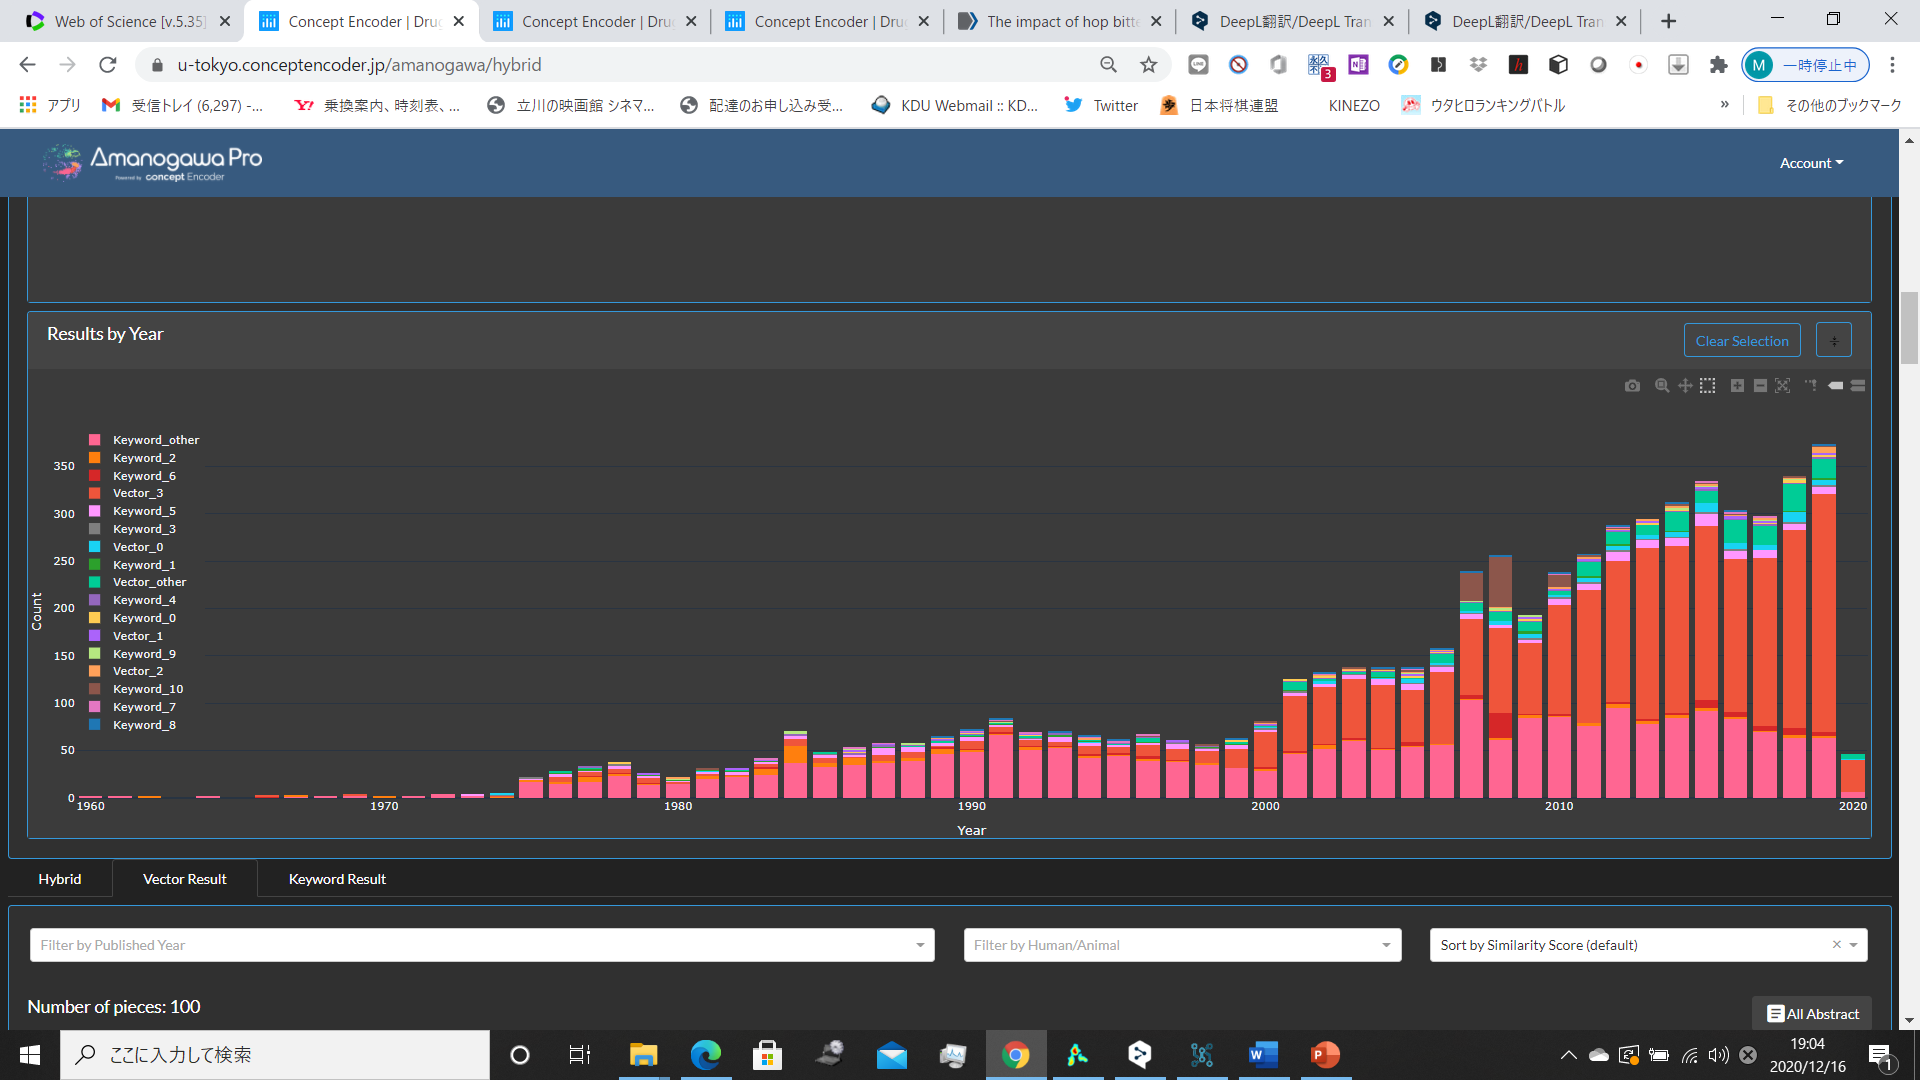 Web of Science [v.5.35]
Concept Encoder | Drug
Concept Encoder | Dru
Concept Encoder | Dru
The impact of hop bitte
DeepL翻訳/DeepL Tran
DeepL翻訳/DeepL Tran
u-tokyo.conceptencoder.jp/amanogawa/hybrid
3
M 一時停止中
アプリ
受信トレイ (6,297) -...
乗換案内、時刻表、...
立川の映画館 シネマ...
配達のお申し込み受...
KDU Webmail :: KD...
Twitter
日本将棋連盟
KINEZO
ウタヒロランキングバトル
»
その他のブックマーク
Amanogawa Pro
Powered by concept Encoder
Account
Results by Year
Clear Selection
Keyword_other
Keyword_2
Keyword_6
Vector_3
Keyword_5
Keyword_3
Vector_0
Keyword_1
Vector_other
Keyword_4
Keyword_0
Vector_1
Keyword_9
Vector_2
Keyword_10
Keyword_7
Keyword_8
350
300
250
200
150
100
50
0
Count
1960 1970 1980 1990 2000 2010 2020
Year
Hybrid
Vector Result
Keyword Result
Filter by Published Year
Filter by Human/Animal
Sort by Similarity Score (default)
Number of pieces: 100
All Abstract
ここに入力して検索
19:04
2020/12/16
1